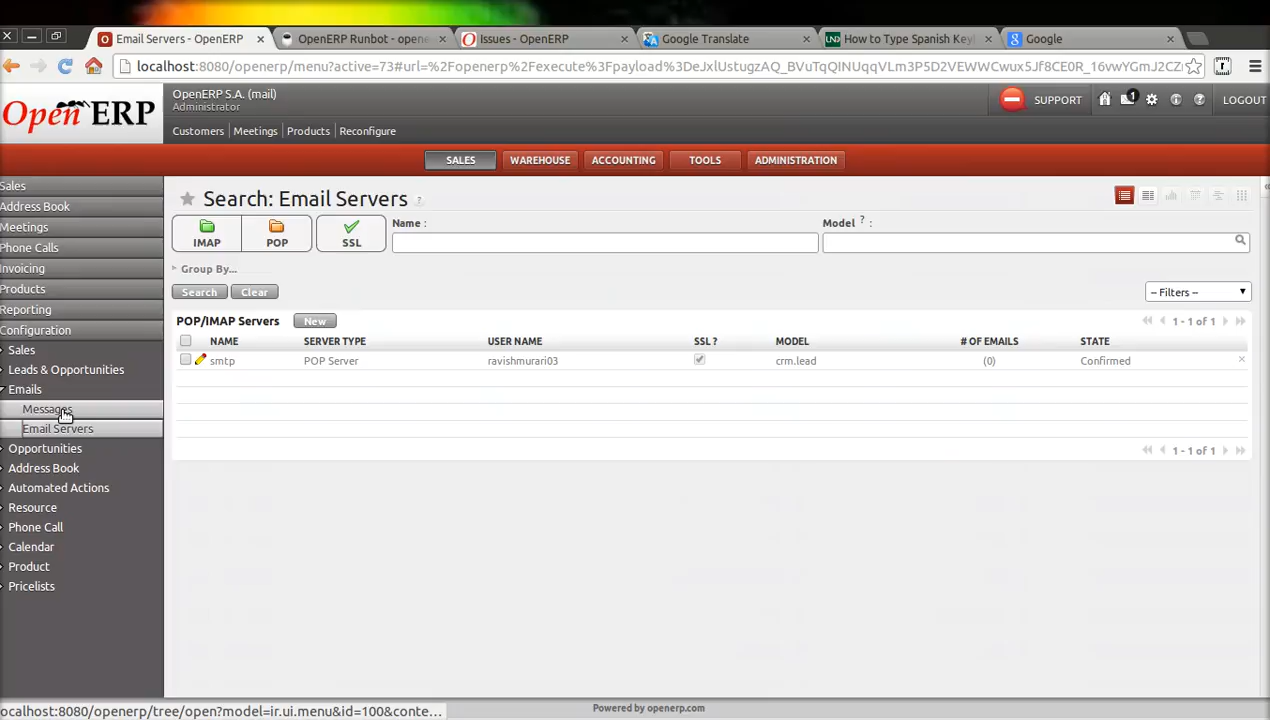 Email Servers - OpenERP
OpenERP Runbot - opene
Issues - OpenERP
Google Translate
How to Type Spanish Key
Google
localhost:8080/openerp/menu?active=73#url=%2Fopenerp%2Fexecute%3Fpayload%3D
Open ERP
OpenERP S.A. (mail)
Administrator
Customers
Meetings
Products
Reconfigure
SUPPORT
1
LOGOUT
SALES
WAREHOUSE
ACCOUNTING
TOOLS
ADMINISTRATION
Sales
Address Book
Meetings
Phone Calls
Invoicing
Products
Reporting
Configuration
Sales
Leads & Opportunities
Emails
Messages
Email Servers
Opportunities
Address Book
Automated Actions
Resource
Phone Call
Calendar
Product
Pricelists
Search: Email Servers ?
IMAP
POP
SSL
Name :
Model ? :
Group By...
Search
Clear
-- Filters --
POP/IMAP Servers
New
1 - 1 of 1
NAME SERVER TYPE USER NAME SSL ? MODEL # OF EMAILS STATE
smtp POP Server ravishmurari03 crm.lead (0) Confirmed
1 - 1 of 1
ocalhost:8080/openerp/tree/open?model=ir.ui.menu&id=100&conte...
Powered by openerp.com